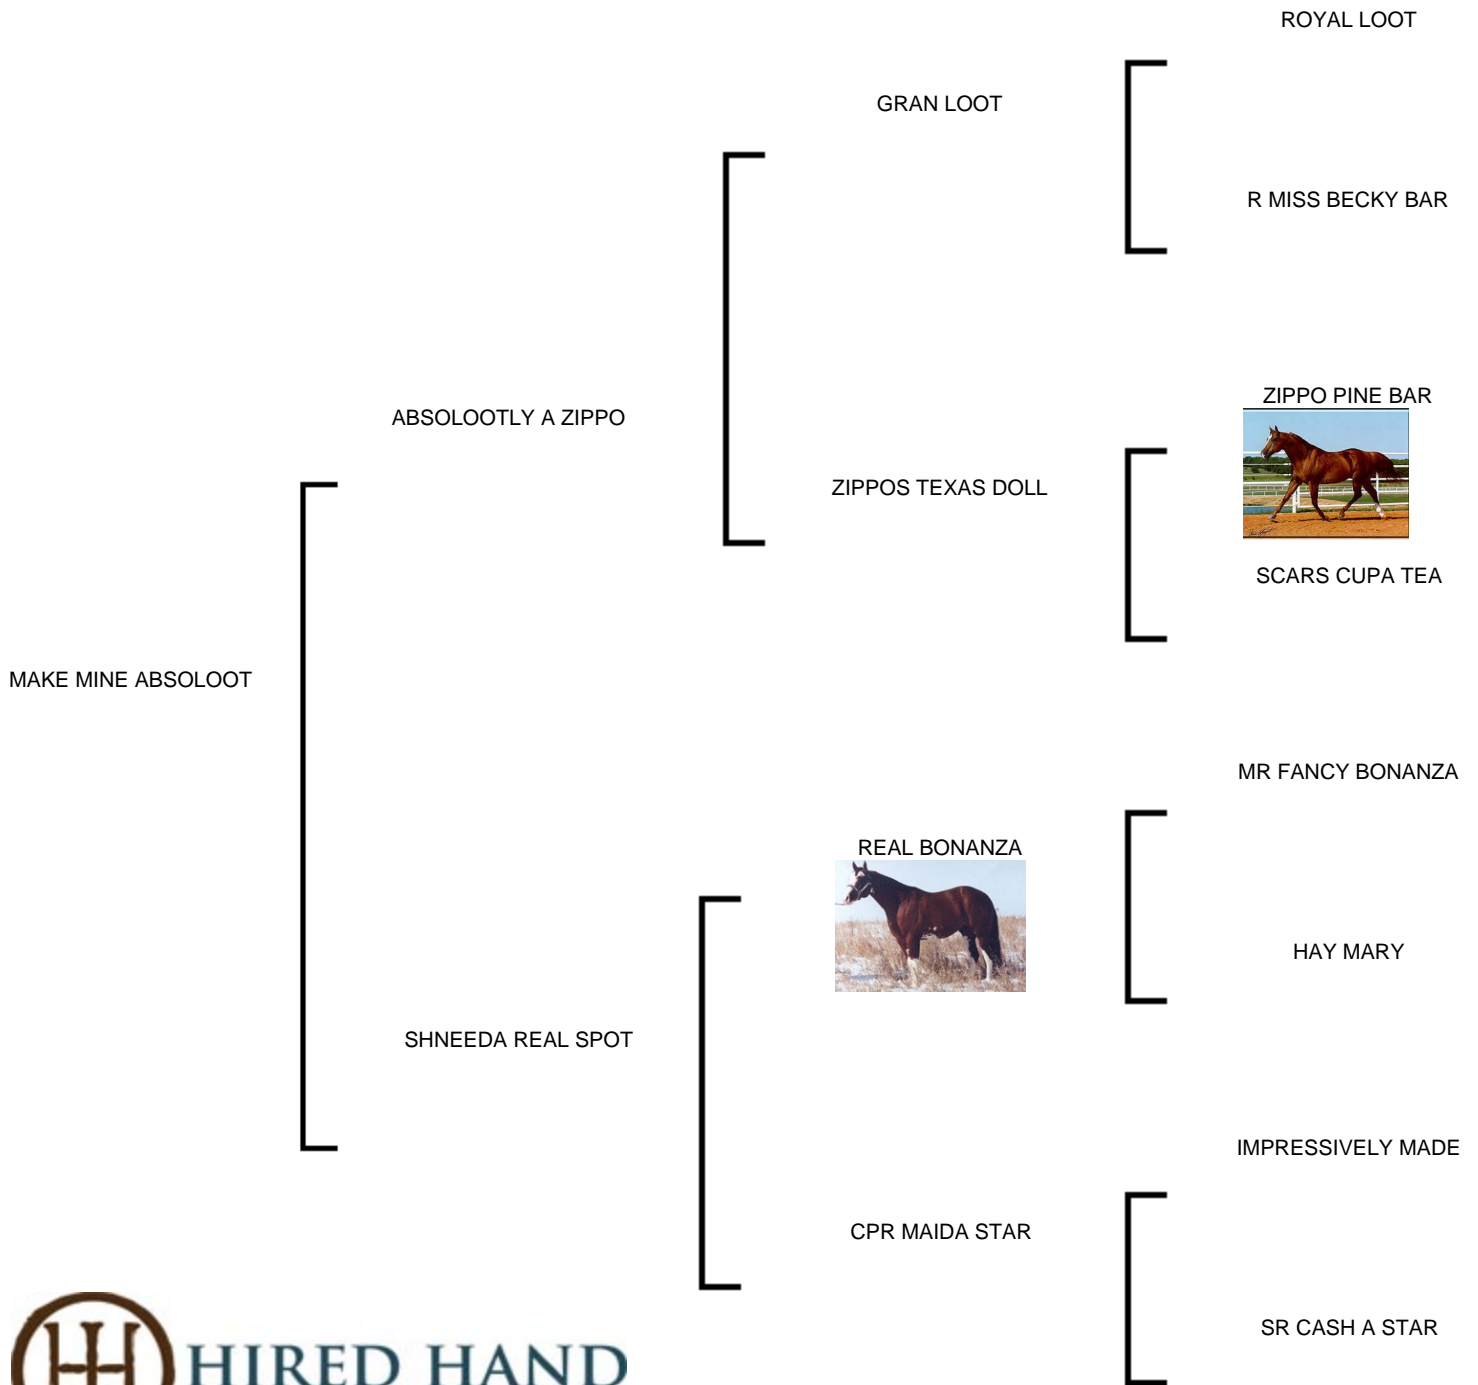 ROYAL LOOT
GRAN LOOT
R MISS BECKY BAR
ZIPPO PINE BAR
ABSOLOOTLY A ZIPPO
ZIPPOS TEXAS DOLL
SCARS CUPA TEA
MAKE MINE ABSOLOOT
MR FANCY BONANZA
REAL BONANZA
HAY MARY
SHNEEDA REAL SPOT
IMPRESSIVELY MADE
CPR MAIDA STAR
SR CASH A STAR
HIRED HAND